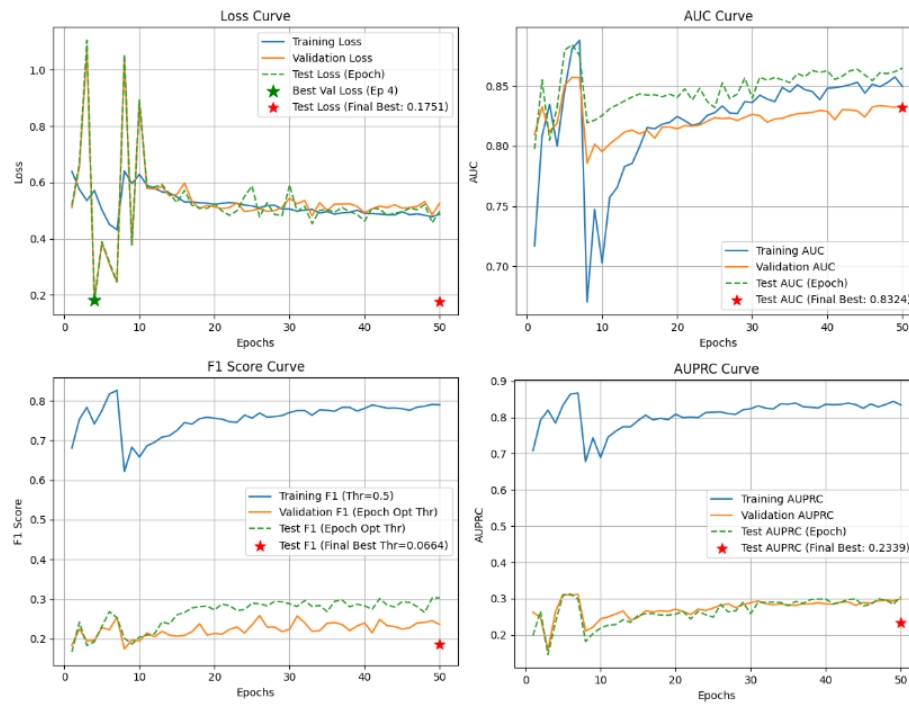 Loss Curve
Loss
1.0
0.8
0.6
0.4
0.2
0
10
20
30
40
50
Epochs
Training Loss
Validation Loss
Test Loss (Epoch)
Best Val Loss (Ep 4)
Test Loss (Final Best: 0.1751)
AUC Curve
AUC
0.85
0.80
0.75
0.70
0
10
20
30
40
50
Epochs
Training AUC
Validation AUC
Test AUC (Epoch)
Test AUC (Final Best: 0.8324)
F1 Score Curve
F1 Score
0.8
0.7
0.6
0.5
0.4
0.3
0.2
0
10
20
30
40
50
Epochs
Training F1 (Thr=0.5)
Validation F1 (Epoch Opt Thr)
Test F1 (Epoch Opt Thr)
Test F1 (Final Best Thr=0.0664)
AUPRC Curve
AUPRC
0.9
0.8
0.7
0.6
0.5
0.4
0.3
0.2
0
10
20
30
40
50
Epochs
Training AUPRC
Validation AUPRC
Test AUPRC (Epoch)
Test AUPRC (Final Best: 0.2339)